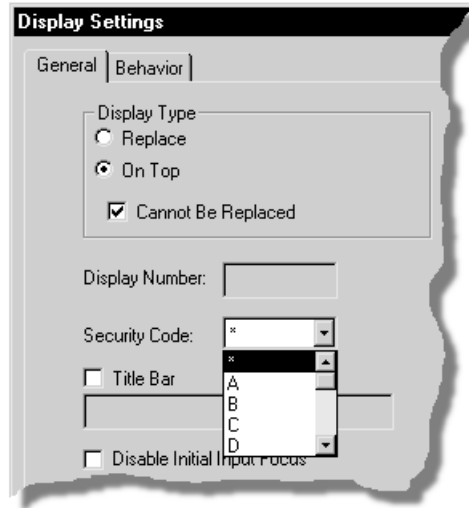 Display Settings
General Behavior
Display Type
Replace
On Top
Cannot Be Replaced
Display Number:
Security Code: *
*
Title Bar
A
B
C
D
Disable Initial Input Focus